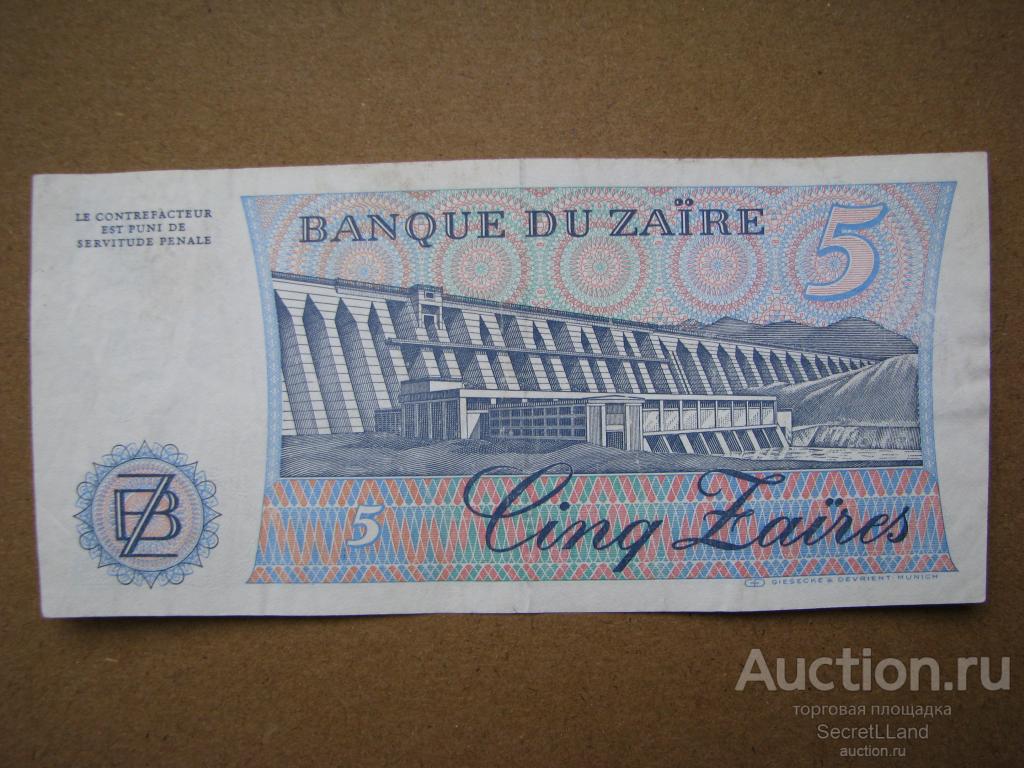 LE CONTREFACTEUR
EST PUNI DE
SERVITUDE PENALE
BANQUE DU ZAÏRE
5
BZ
5
Cinq Zaïres
GIESECKE & DEVRIENT MUNICH
Auction.ru
торговая площадка
SecretLLand
auction.ru